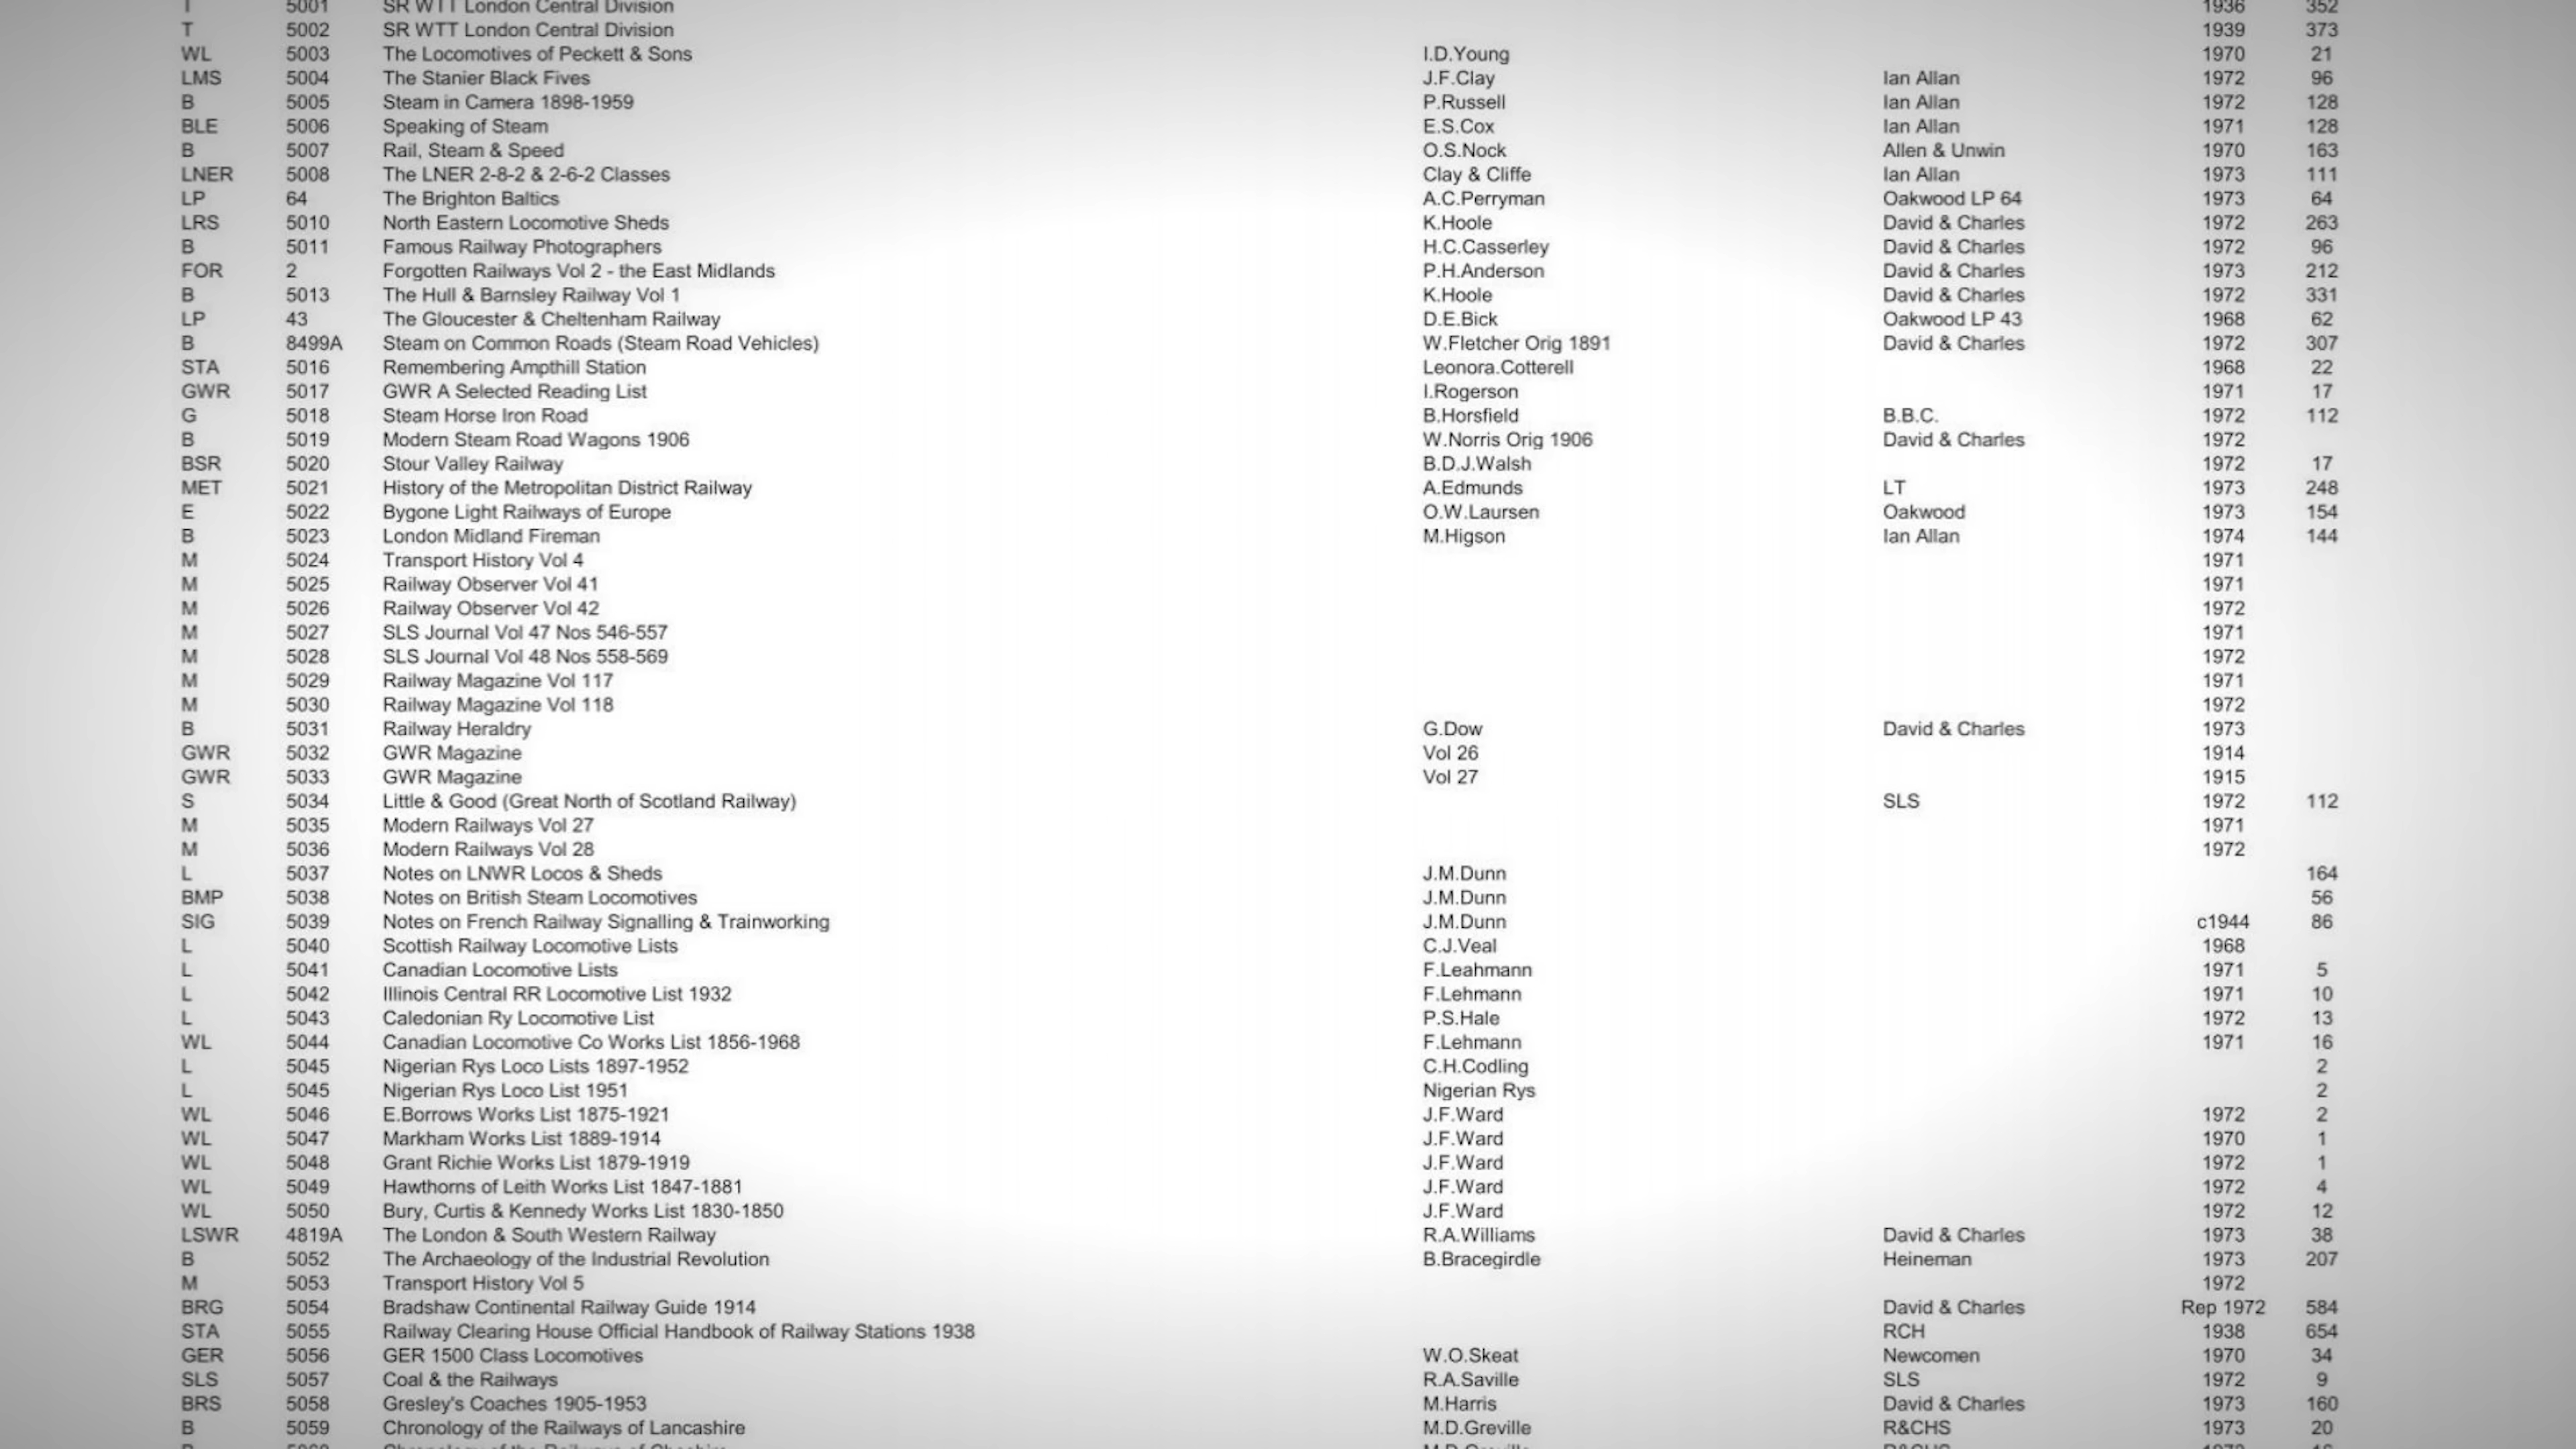 T 5001 SR WTT London Central Division 1936 352
T 5002 SR WTT London Central Division 1939 373
WL 5003 The Locomotives of Peckett & Sons I.D.Young 1970 21
LMS 5004 The Stanier Black Fives J.F.Clay Ian Allan 1972 96
B 5005 Steam in Camera 1898-1959 P.Russell Ian Allan 1972 128
BLE 5006 Speaking of Steam E.S.Cox Ian Allan 1971 128
B 5007 Rail, Steam & Speed O.S.Nock Allen & Unwin 1970 163
LNER 5008 The LNER 2-8-2 & 2-6-2 Classes Clay & Cliffe Ian Allan 1973 111
LP 64 The Brighton Baltics A.C.Perryman Oakwood LP 64 1973 64
LRS 5010 North Eastern Locomotive Sheds K.Hoole David & Charles 1972 263
B 5011 Famous Railway Photographers H.C.Casserley David & Charles 1972 96
FOR 2 Forgotten Railways Vol 2 - the East Midlands P.H.Anderson David & Charles 1973 212
B 5013 The Hull & Barnsley Railway Vol 1 K.Hoole David & Charles 1972 331
LP 43 The Gloucester & Cheltenham Railway D.E.Bick Oakwood LP 43 1968 62
B 8499A Steam on Common Roads (Steam Road Vehicles) W.Fletcher Orig 1891 David & Charles 1972 307
STA 5016 Remembering Ampthill Station Leonora.Cotterell 1968 22
GWR 5017 GWR A Selected Reading List I.Rogerson 1971 17
G 5018 Steam Horse Iron Road B.Horsfield B.B.C. 1972 112
B 5019 Modern Steam Road Wagons 1906 W.Norris Orig 1906 David & Charles 1972
BSR 5020 Stour Valley Railway B.D.J.Walsh 1972 17
MET 5021 History of the Metropolitan District Railway A.Edmunds LT 1973 248
E 5022 Bygone Light Railways of Europe O.W.Laursen Oakwood 1973 154
B 5023 London Midland Fireman M.Higson Ian Allan 1974 144
M 5024 Transport History Vol 4 1971
M 5025 Railway Observer Vol 41 1971
M 5026 Railway Observer Vol 42 1972
M 5027 SLS Journal Vol 47 Nos 546-557 1971
M 5028 SLS Journal Vol 48 Nos 558-569 1972
M 5029 Railway Magazine Vol 117 1971
M 5030 Railway Magazine Vol 118 1972
B 5031 Railway Heraldry G.Dow David & Charles 1973
GWR 5032 GWR Magazine Vol 26 1914
GWR 5033 GWR Magazine Vol 27 1915
S 5034 Little & Good (Great North of Scotland Railway) SLS 1972 112
M 5035 Modern Railways Vol 27 1971
M 5036 Modern Railways Vol 28 1972
L 5037 Notes on LNWR Locos & Sheds J.M.Dunn 164
BMP 5038 Notes on British Steam Locomotives J.M.Dunn 56
SIG 5039 Notes on French Railway Signalling & Trainworking J.M.Dunn c1944 86
L 5040 Scottish Railway Locomotive Lists C.J.Veal 1968
L 5041 Canadian Locomotive Lists F.Leahmann 1971 5
L 5042 Illinois Central RR Locomotive List 1932 F.Lehmann 1971 10
L 5043 Caledonian Ry Locomotive List P.S.Hale 1972 13
WL 5044 Canadian Locomotive Co Works List 1856-1968 F.Lehmann 1971 16
L 5045 Nigerian Rys Loco Lists 1897-1952 C.H.Codling 2
L 5045 Nigerian Rys Loco List 1951 Nigerian Rys 2
WL 5046 E.Borrows Works List 1875-1921 J.F.Ward 1972 2
WL 5047 Markham Works List 1889-1914 J.F.Ward 1970 1
WL 5048 Grant Richie Works List 1879-1919 J.F.Ward 1972 1
WL 5049 Hawthorns of Leith Works List 1847-1881 J.F.Ward 1972 4
WL 5050 Bury, Curtis & Kennedy Works List 1830-1850 J.F.Ward 1972 12
LSWR 4819A The London & South Western Railway R.A.Williams David & Charles 1973 38
B 5052 The Archaeology of the Industrial Revolution B.Bracegirdle Heineman 1973 207
M 5053 Transport History Vol 5 1972
BRG 5054 Bradshaw Continental Railway Guide 1914 David & Charles Rep 1972 584
STA 5055 Railway Clearing House Official Handbook of Railway Stations 1938 RCH 1938 654
GER 5056 GER 1500 Class Locomotives W.O.Skeat Newcomen 1970 34
SLS 5057 Coal & the Railways R.A.Saville SLS 1972 9
BRS 5058 Gresley's Coaches 1905-1953 M.Harris David & Charles 1973 160
B 5059 Chronology of the Railways of Lancashire M.D.Greville R&CHS 1973 20